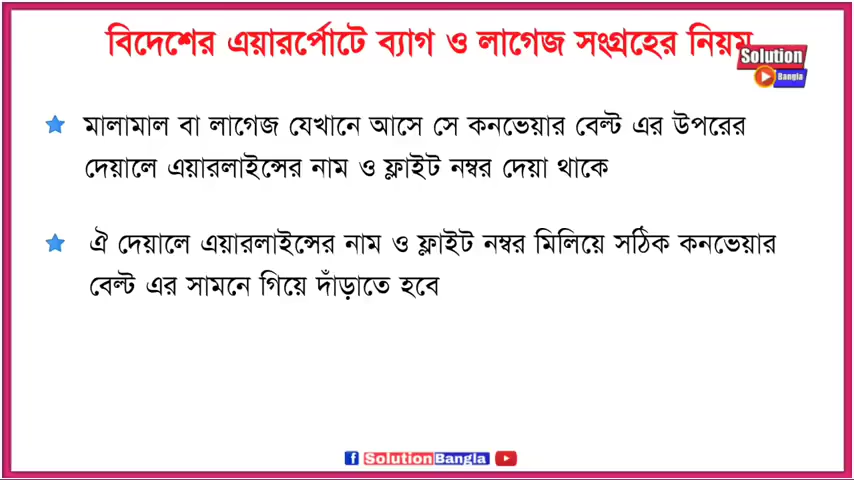 বিদেশের এয়ারর্পোটে ব্যাগ ও লাগেজ সংগ্রহের নিয়ম
Solution
Bangla
মালামাল বা লাগেজ যেখানে আসে সে কনভেয়ার বেল্ট এর উপরের
দেয়ালে এয়ারলাইন্সের নাম ও ফ্লাইট নম্বর দেয়া থাকে
ঐ দেয়ালে এয়ারলাইন্সের নাম ও ফ্লাইট নম্বর মিলিয়ে সঠিক কনভেয়ার
বেল্ট এর সামনে গিয়ে দাঁড়াতে হবে
f SolutionBangla